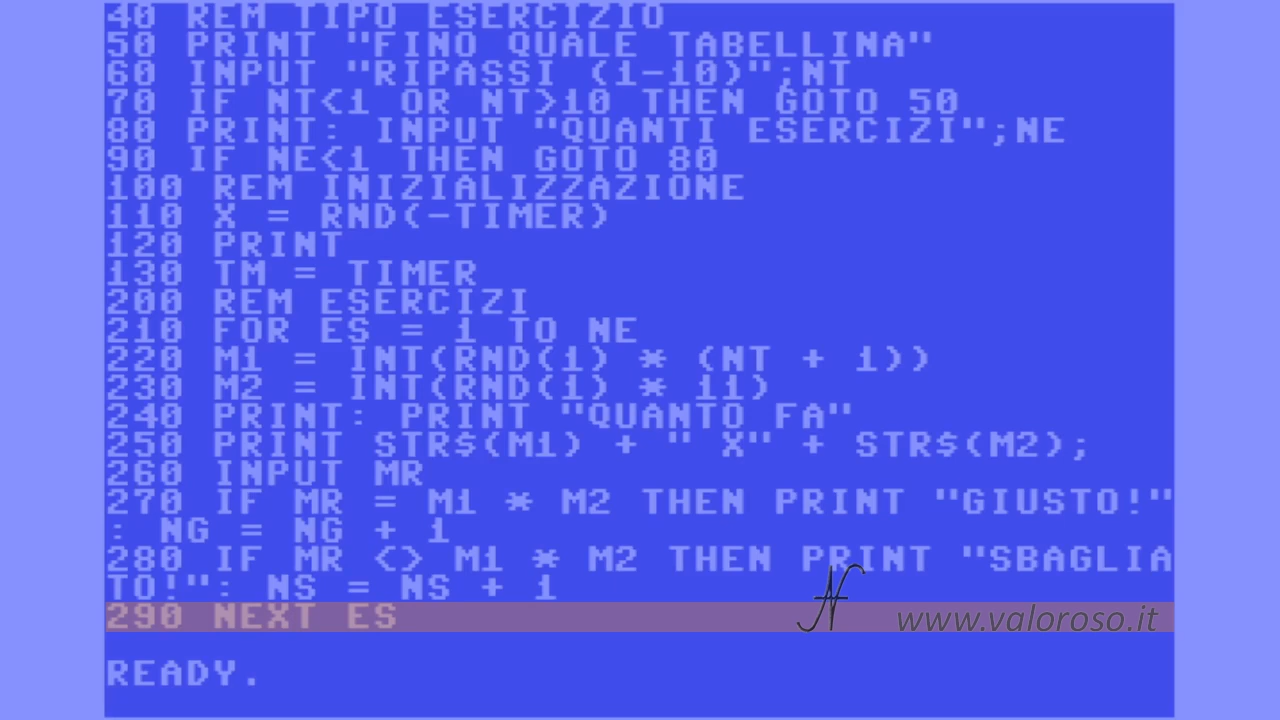 40 REM TIPO ESERCIZIO
50 PRINT "FINO QUALE TABELLINA"
60 INPUT "RIPASSI (1-10)";NT
70 IF NT<1 OR NT>10 THEN GOTO 50
80 PRINT: INPUT "QUANTI ESERCIZI";NE
90 IF NE<1 THEN GOTO 80
100 REM INIZIALIZZAZIONE
110 X = RND(-TIMER)
120 PRINT
130 TM = TIMER
200 REM ESERCIZI
210 FOR ES = 1 TO NE
220 M1 = INT(RND(1) * (NT + 1))
230 M2 = INT(RND(1) * 11)
240 PRINT: PRINT "QUANTO FA"
250 PRINT STR$(M1) + " X" + STR$(M2);
260 INPUT MR
270 IF MR = M1 * M2 THEN PRINT "GIUSTO!"
: NG = NG + 1
280 IF MR <> M1 * M2 THEN PRINT "SBAGLIA
TO!": NS = NS + 1
290 NEXT ES
www.valoroso.it
READY.